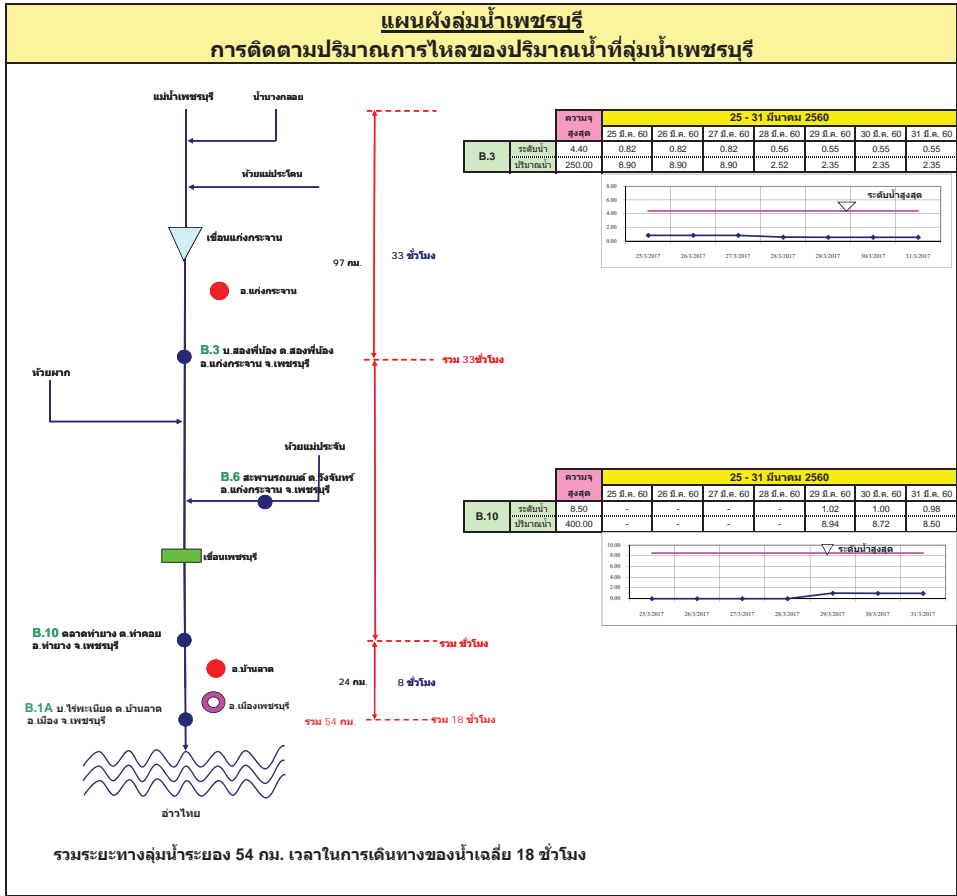 แผนผังลุ่มน้ำเพชรบุรี
การติดตามปริมาณการไหลของปริมาณน้ำที่ลุ่มน้ำเพชรบุรี
แม่น้ำเพชรบุรี
น้ำบางกลอย
ห้วยแม่ประโดน
เขื่อนแก่งกระจาน
97 กม.
33 ชั่วโมง
อ.แก่งกระจาน
B.3 บ.สองพี่น้อง ต.สองพี่น้อง
อ.แก่งกระจาน จ.เพชรบุรี
รวม 33ชั่วโมง
ห้วยผาก
ห้วยแม่ประจัน
B.6 สะพานรถยนต์ ต.วังจันทร์
อ.แก่งกระจาน จ.เพชรบุรี
เขื่อนเพชรบุรี
B.10 ตลาดท่ายาง ต.ท่าคอย
อ.ท่ายาง จ.เพชรบุรี
รวม ชั่วโมง
อ.บ้านลาด
24 กม.
8 ชั่วโมง
B.1A บ.ไร่พะเนียด ต.บ้านลาด
อ.เมือง จ.เพชรบุรี
อ.เมืองเพชรบุรี
รวม 54 กม.
รวม 18 ชั่วโมง
อ่าวไทย
รวมระยะทางลุ่มน้ำระยอง 54 กม. เวลาในการเดินทางของน้ำเฉลี่ย 18 ชั่วโมง
ความจุ 25 - 31 มีนาคม 2560
สูงสุด 25 มี.ค. 60 26 มี.ค. 60 27 มี.ค. 60 28 มี.ค. 60 29 มี.ค. 60 30 มี.ค. 60 31 มี.ค. 60
B.3
ระดับน้ำ 4.40 0.82 0.82 0.82 0.56 0.55 0.55 0.55
ปริมาณน้ำ 250.00 8.90 8.90 8.90 2.52 2.35 2.35 2.35
8.00
6.00
4.00
2.00
0.00
ระดับน้ำสูงสุด
25/3/2017 26/3/2017 27/3/2017 28/3/2017 29/3/2017 30/3/2017 31/3/2017
ความจุ 25 - 31 มีนาคม 2560
สูงสุด 25 มี.ค. 60 26 มี.ค. 60 27 มี.ค. 60 28 มี.ค. 60 29 มี.ค. 60 30 มี.ค. 60 31 มี.ค. 60
B.10
ระดับน้ำ 8.50 - - - - 1.02 1.00 0.98
ปริมาณน้ำ 400.00 - - - - 8.94 8.72 8.50
10.00
8.00
6.00
4.00
2.00
0.00
ระดับน้ำสูงสุด
25/3/2017 26/3/2017 27/3/2017 28/3/2017 29/3/2017 30/3/2017 31/3/2017